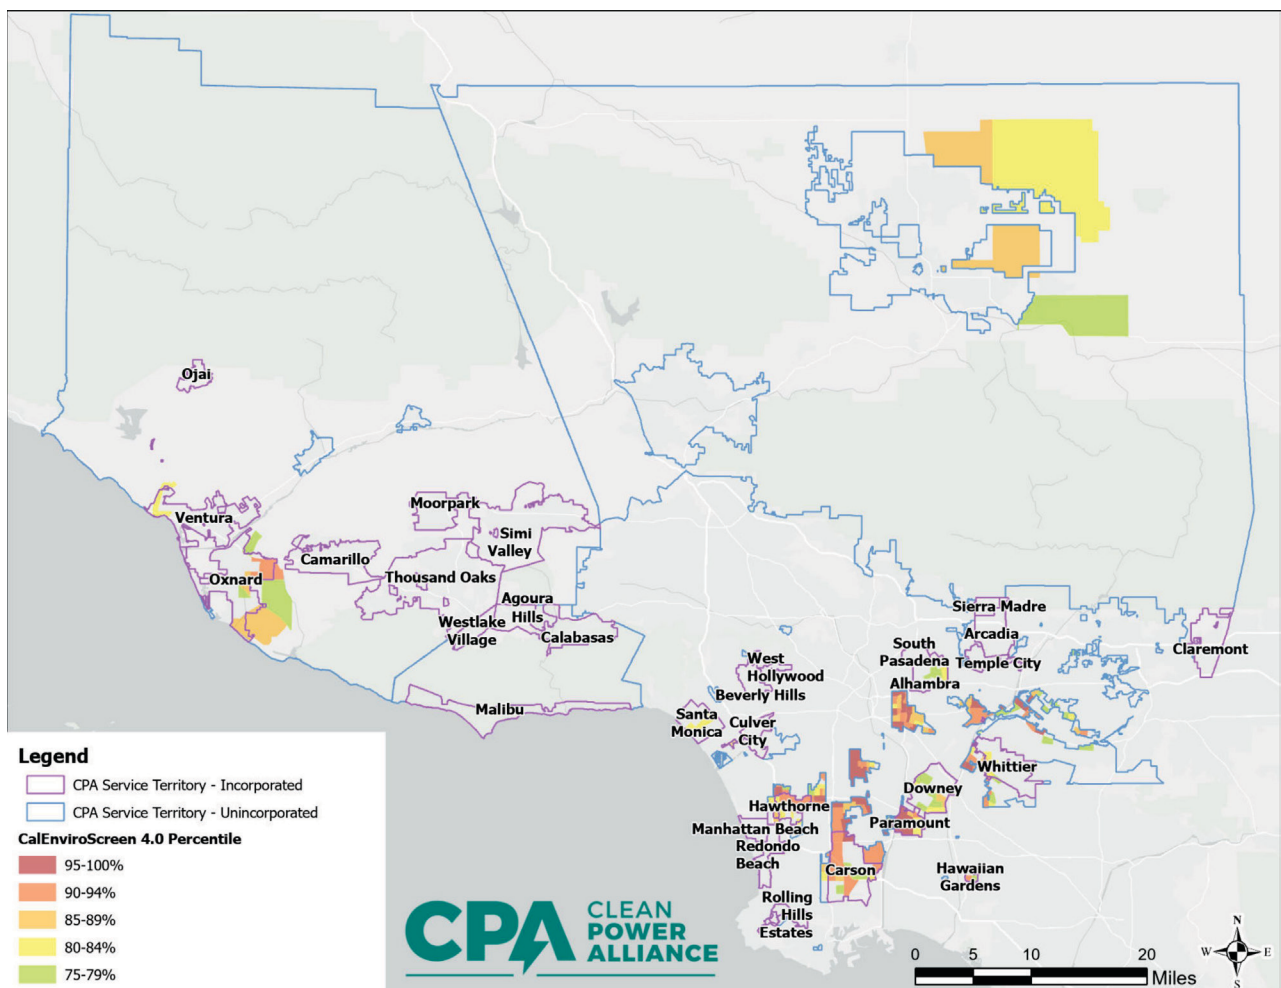 Ojai
Ventura
Moorpark
Simi
Valley
Camarillo
Oxnard
Thousand Oaks
Agoura
Hills
Westlake
Village
Calabasas
Malibu
Sierra Madre
Arcadia
South
Pasadena
Temple City
Claremont
Alhambra
West
Hollywood
Beverly Hills
Santa
Monica
Culver
City
Whittier
Downey
Hawthorne
Paramount
Manhattan Beach
Redondo
Beach
Carson
Hawaiian
Gardens
Rolling
Hills
Estates
Legend
CPA Service Territory - Incorporated
CPA Service Territory - Unincorporated
CalEnviroScreen 4.0 Percentile
95-100%
90-94%
85-89%
80-84%
75-79%
CPA
CLEAN
POWER
ALLIANCE
0 5 10 20
Miles
N
W E
S